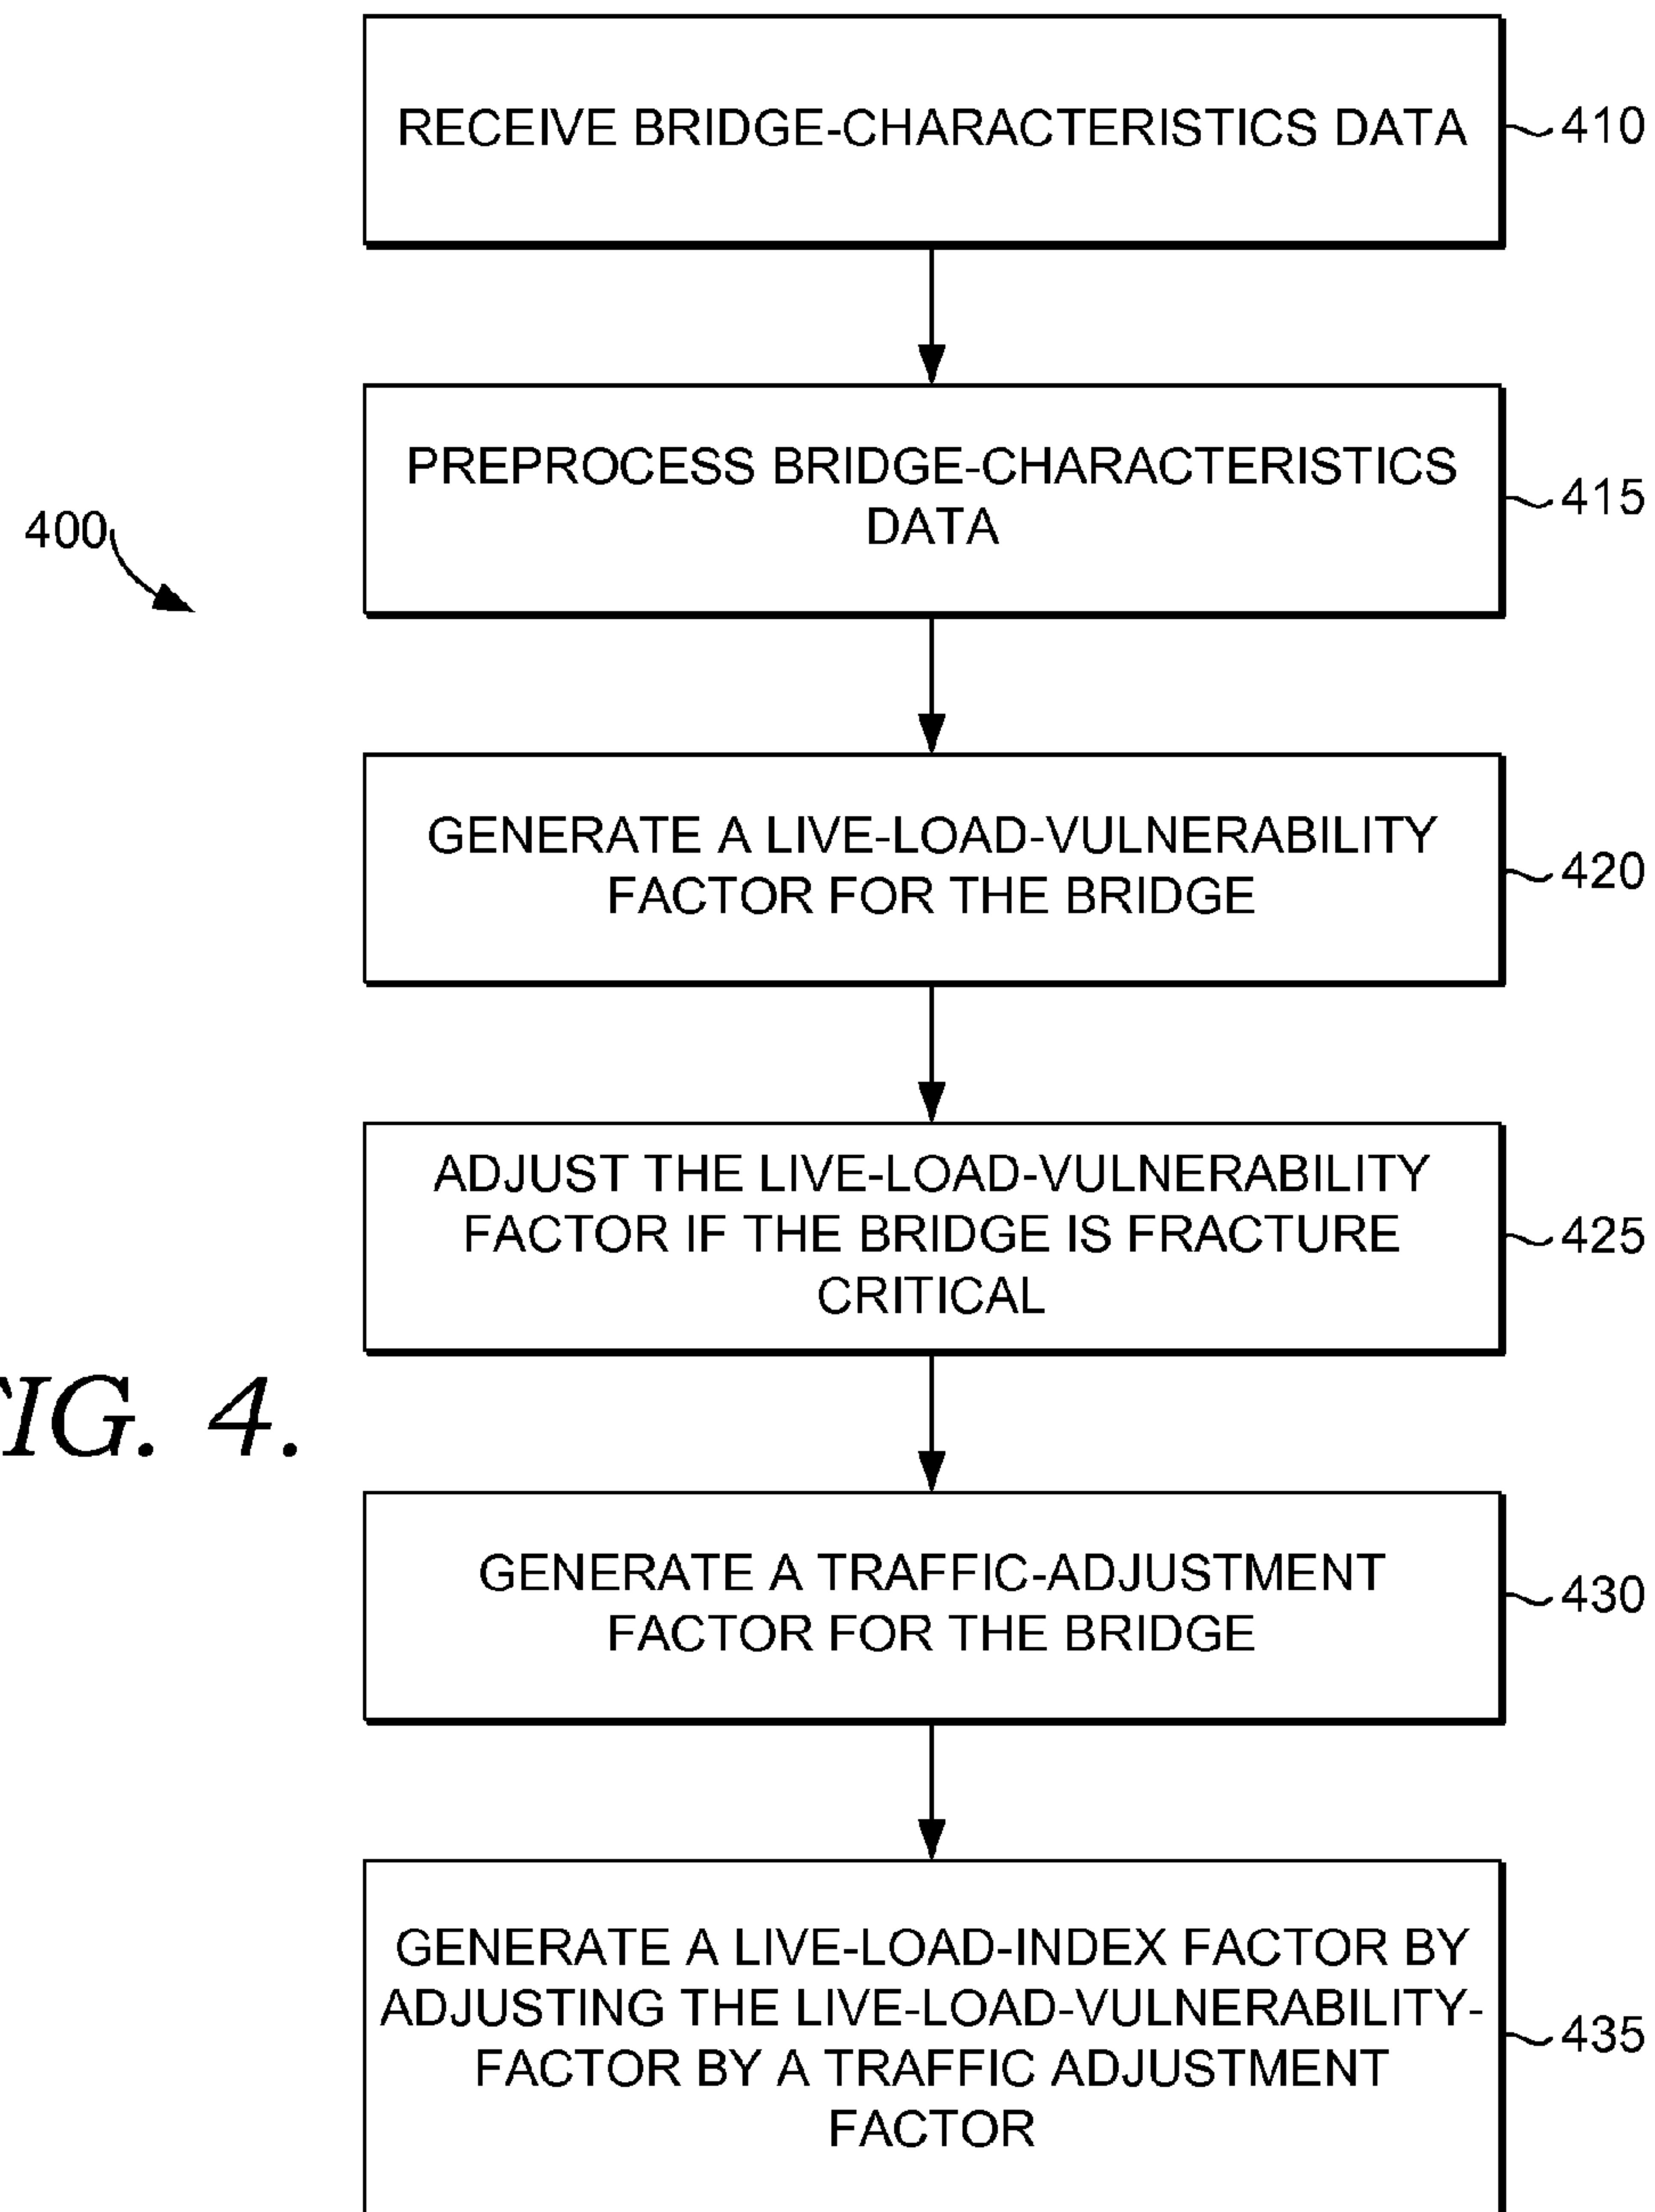 RECEIVE BRIDGE-CHARACTERISTICS DATA
410
PREPROCESS BRIDGE-CHARACTERISTICS
DATA
415
400
GENERATE A LIVE-LOAD-VULNERABILITY
FACTOR FOR THE BRIDGE
420
ADJUST THE LIVE-LOAD-VULNERABILITY
FACTOR IF THE BRIDGE IS FRACTURE
CRITICAL
425
IG. 4.
GENERATE A TRAFFIC-ADJUSTMENT
FACTOR FOR THE BRIDGE
430
GENERATE A LIVE-LOAD-INDEX FACTOR BY
ADJUSTING THE LIVE-LOAD-VULNERABILITY-
FACTOR BY A TRAFFIC ADJUSTMENT
FACTOR
435